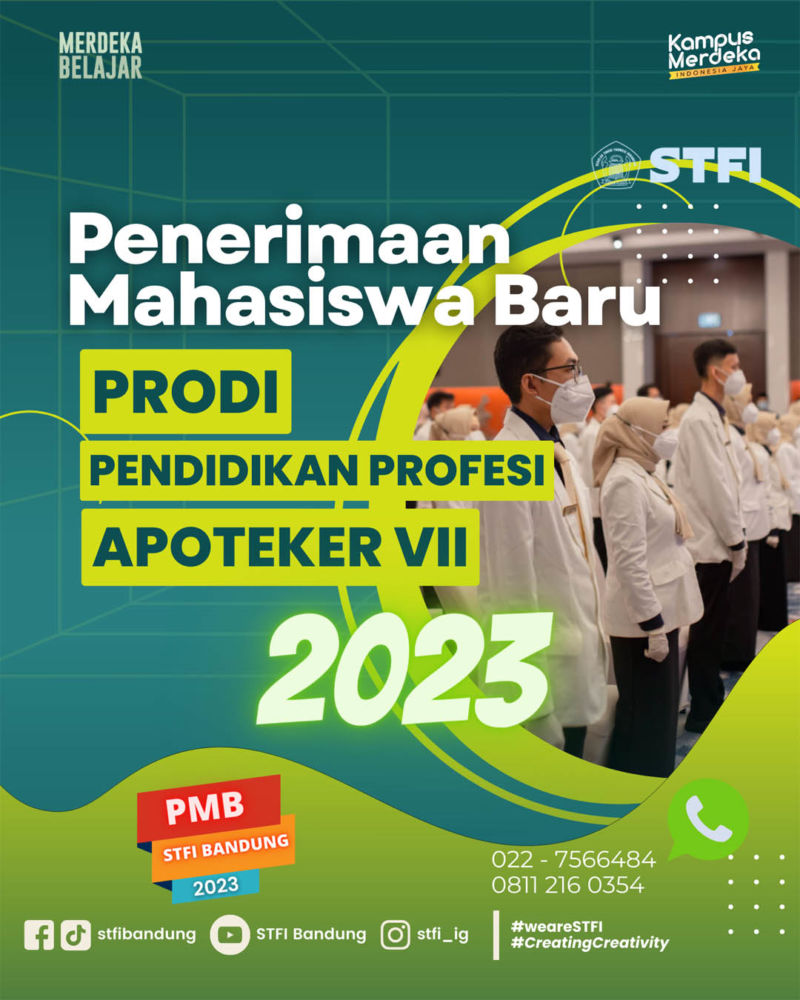 MERDEKA
BELAJAR
Kampus
Merdeka
INDONESIA JAYA
STFI
Penerimaan
Mahasiswa Baru
PRODI
PENDIDIKAN PROFESI
APOTEKER VII
2023
PMB
STFI BANDUNG
2023
022 - 7566484
0811 216 0354
stfibandung
STFI Bandung
stfi_ig
#weareSTFI
#CreatingCreativity